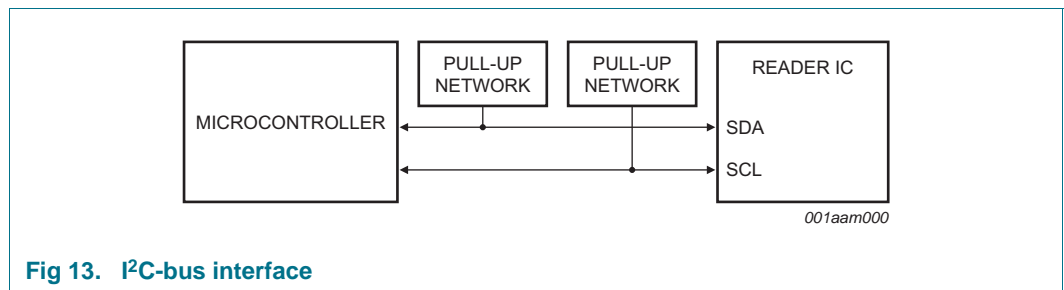 PULL-UP
NETWORK
PULL-UP
NETWORK
READER IC
MICROCONTROLLER
SDA
SCL
001aam000
Fig 13. I²C-bus interface